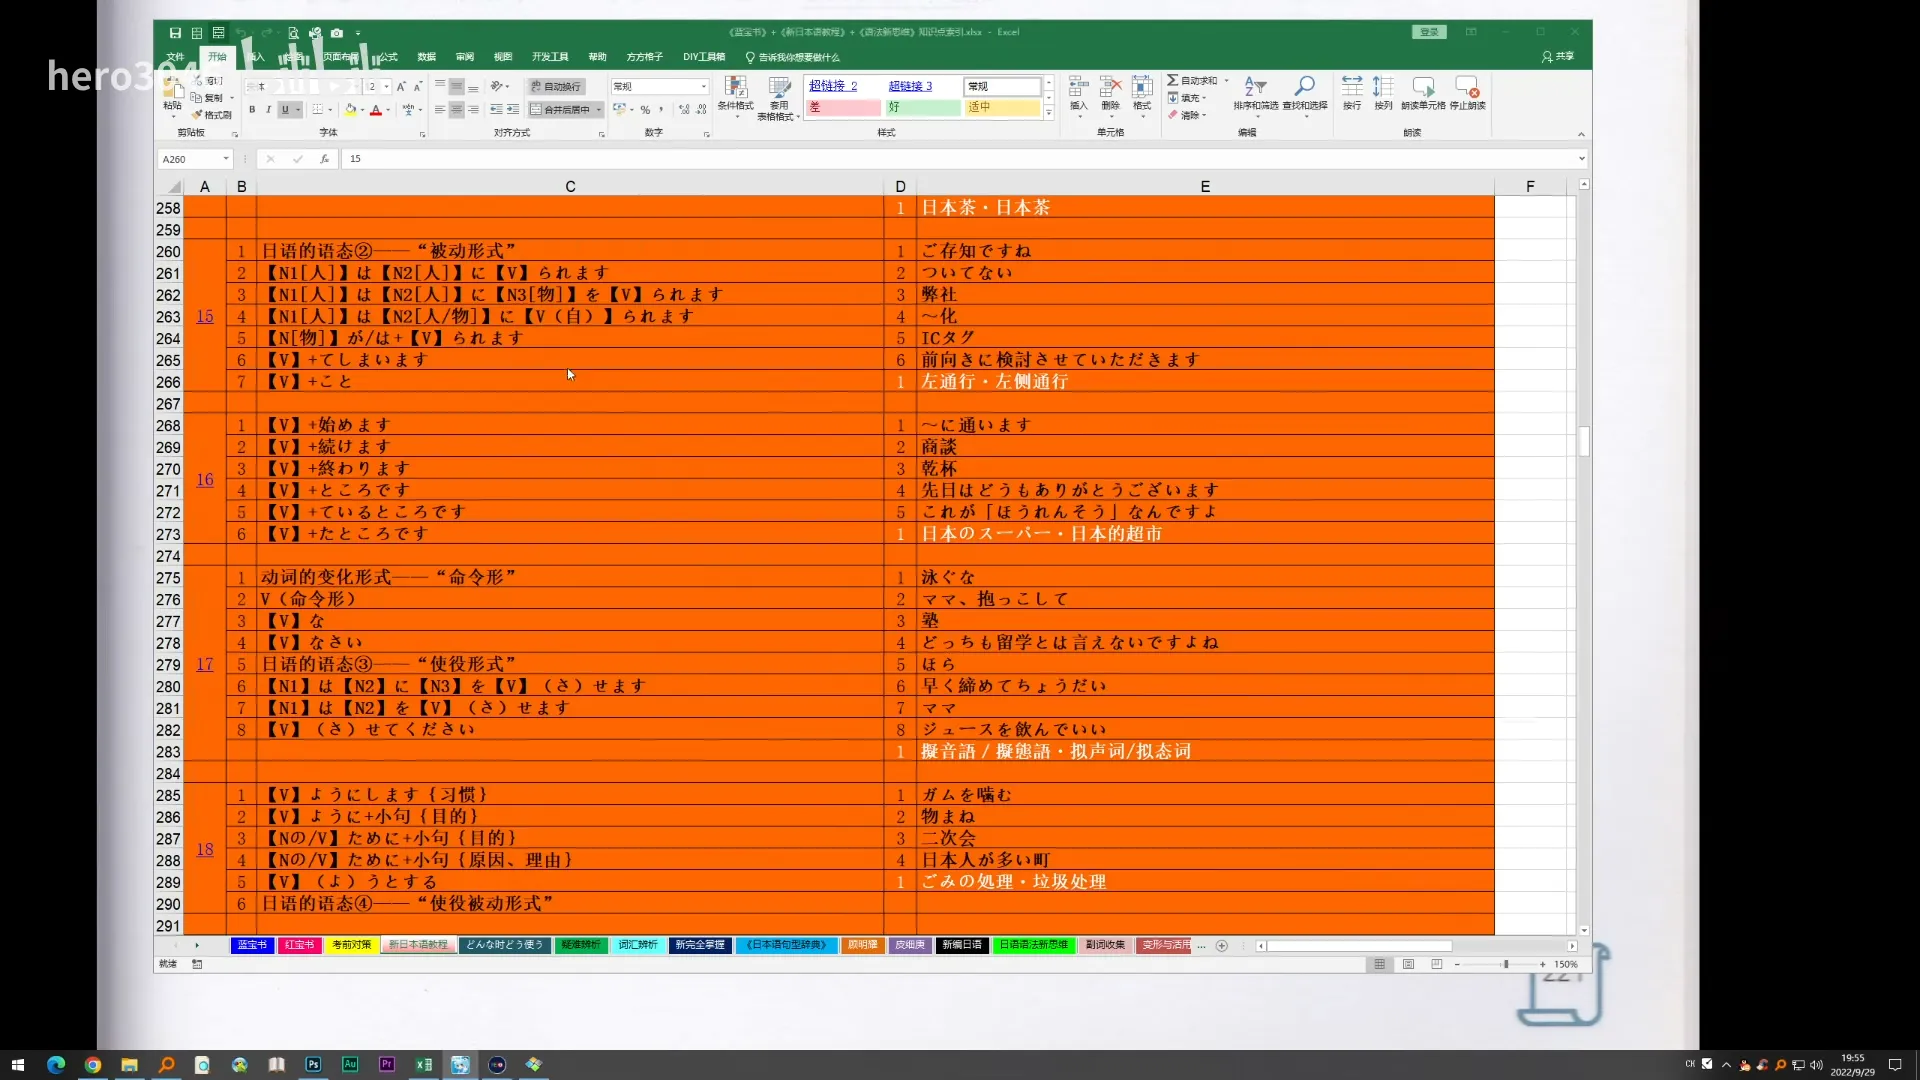 《蓝宝书》+《新日本语教程》+《语法新思维》知识点索引.xlsx - Excel
登录
文件 开始 插入 页面布局 公式 数据 审阅 视图 开发工具 帮助 方方格子 DIY工具箱 告诉我你想要做什么 共享
hero3
粘贴 剪切 复制 格式刷 剪贴板
字体
自动换行 合并后居中 对齐方式
常规 数字
条件格式 套用表格格式
超链接 2 超链接 3 常规
差 好 适中
样式
插入 删除 格式 单元格
自动求和 填充 清除 排序和筛选 查找和选择 编辑
按行 按列 朗读单元格 停止朗读 朗读
A260 15
A B C D E F
258 1 日本茶・日本茶
259
260 1 日语的语态②——“被动形式” 1 ご存知ですね
261 2 【N1[人]】は【N2[人]】に【V】られます 2 ついてない
262 3 【N1[人]】は【N2[人]】に【N3[物]】を【V】られます 3 弊社
263 15 4 【N1[人]】は【N2[人/物]】に【V（自）】られます 4 ～化
264 5 【N[物]】が/は+【V】られます 5 ICタグ
265 6 【V】+てしまいます 6 前向きに検討させていただきます
266 7 【V】+こと 1 左通行・左侧通行
267
268 1 【V】+始めます 1 ～に通います
269 2 【V】+続けます 2 商談
270 3 【V】+終わります 3 乾杯
271 16 4 【V】+ところです 4 先日はどうもありがとうございます
272 5 【V】+ているところです 5 これが「ほうれんそう」なんですよ
273 6 【V】+たところです 1 日本のスーパー・日本的超市
274
275 1 动词的变化形式——“命令形” 1 泳ぐな
276 2 V（命令形） 2 ママ、抱っこして
277 3 【V】な 3 塾
278 4 【V】なさい 4 どっちも留学とは言えないですよね
279 17 5 日语的语态③——“使役形式” 5 ほら
280 6 【N1】は【N2】に【N3】を【V】（さ）せます 6 早く締めてちょうだい
281 7 【N1】は【N2】を【V】（さ）せます 7 ママ
282 8 【V】（さ）せてください 8 ジュースを飲んでいい
283 1 擬音語/擬態語・拟声词/拟态词
284
285 1 【V】ようにします｛习惯｝ 1 ガムを噛む
286 2 【V】ように+小句｛目的｝ 2 物まね
287 3 【Nの/V】ために+小句｛目的｝ 3 二次会
288 18 4 【Nの/V】ために+小句｛原因、理由｝ 4 日本人が多い町
289 5 【V】（よ）うとする 1 ごみの処理・垃圾处理
290 6 日语的语态④——“使役被动形式”
291
蓝宝书 红宝书 考前对策 新日本语教程 どんな时どう使う 疑难辨析 词汇辨析 新完全掌握 《日本语句型辞典》 顾明耀 皮细庚 新编日语 日语语法新思维 副词收集 变形与活用 ...
就绪 150%
19:55
2022/9/29